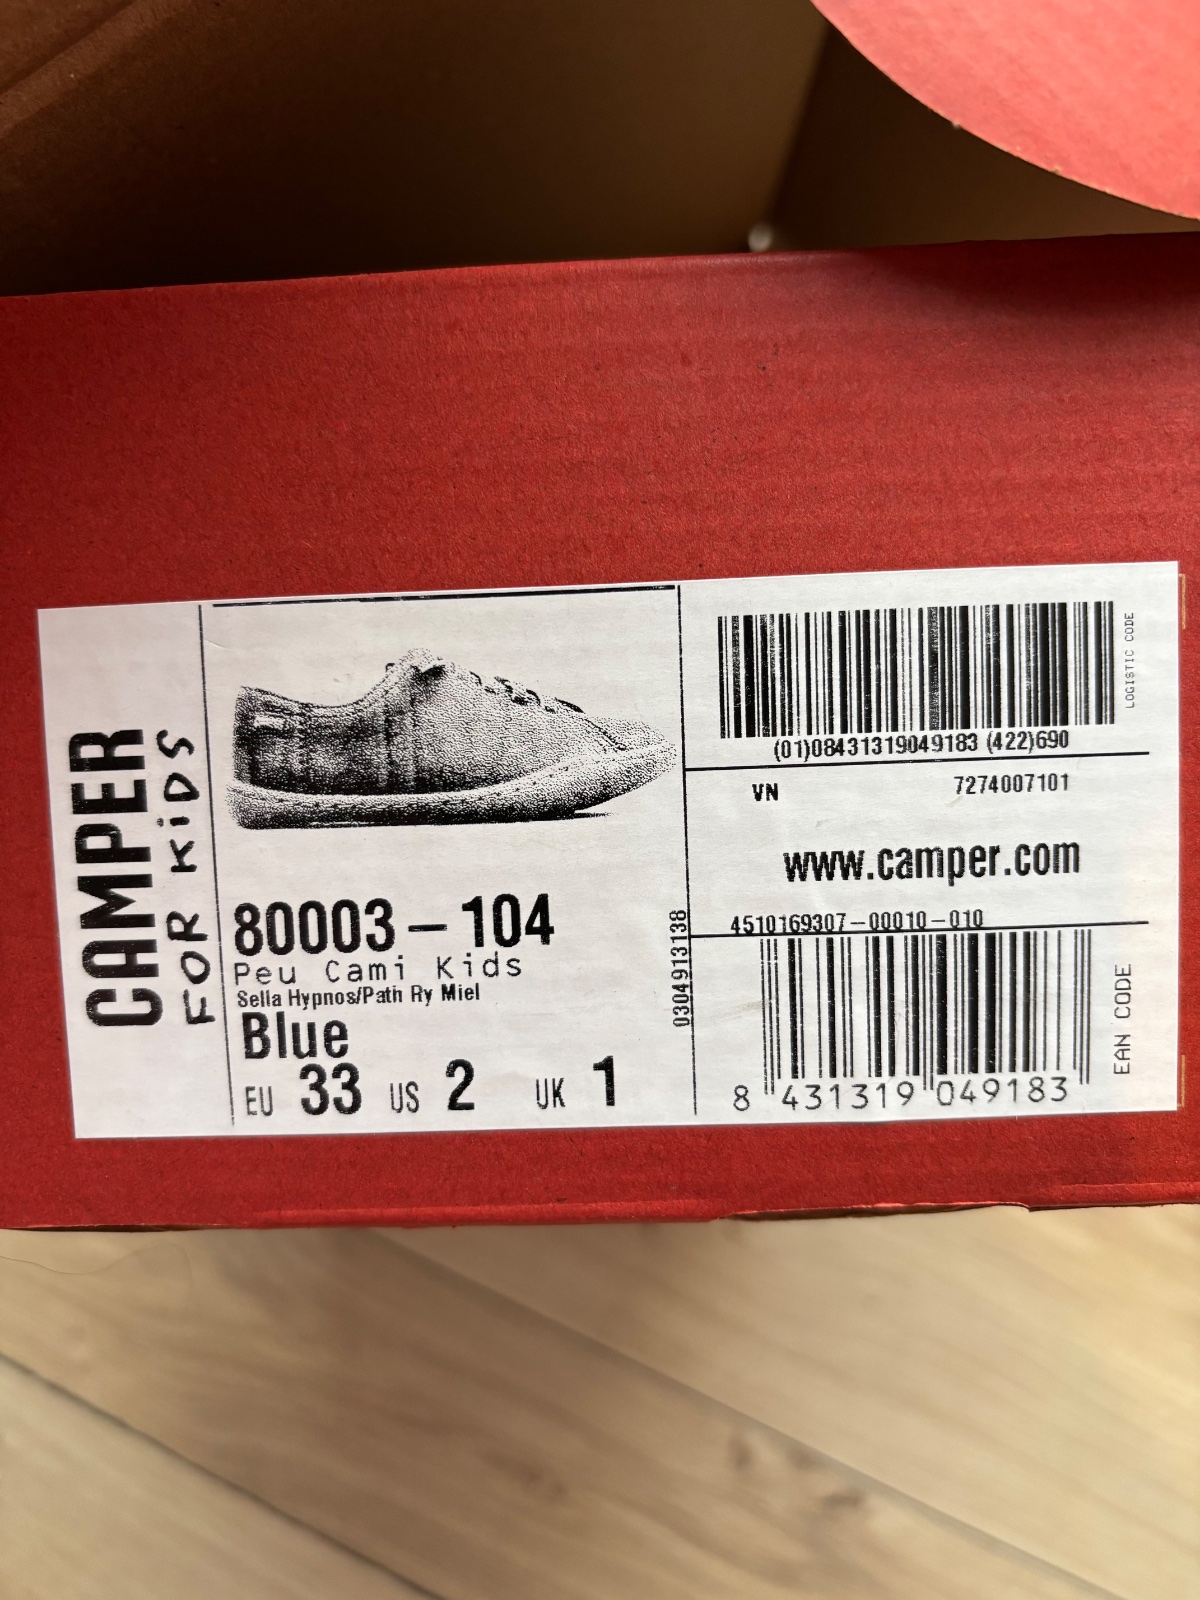 CAMPER
FOR KiDS
80003-104
Peu Cami Kids
Sella Hypnos/Path Ry Miel
Blue
EU 33 US 2 UK 1
0304913138
LOGISTIC CODE
(01)08431319049183 (422)690
VN 7274007101
www.camper.com
4510169307-00010-010
EAN CODE
8 431319 049183